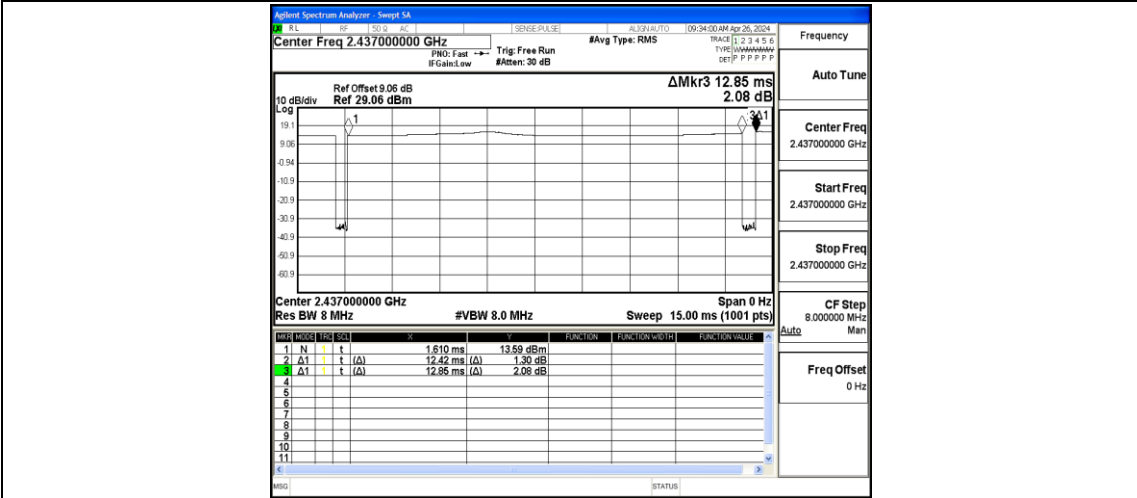 Agilent Spectrum Analyzer - Swept SA
RL RF 50 Ω AC SENSE:PULSE ALIGN AUTO 09:34:00 AM Apr 26, 2024
Center Freq 2.437000000 GHz #Avg Type: RMS TRACE 1 2 3 4 5 6
PNO: Fast Trig: Free Run TYPE
IFGain:Low #Atten: 30 dB DET P P P P P P
Frequency
Auto Tune
Center Freq
2.437000000 GHz
Start Freq
2.437000000 GHz
Stop Freq
2.437000000 GHz
CF Step
8.000000 MHz
Auto Man
Freq Offset
0 Hz
ΔMkr3 12.85 ms
2.08 dB
Ref Offset 9.06 dB
10 dB/div Ref 29.06 dBm
Log
1
3Δ1
19.1
9.06
-0.94
-10.9
-20.9
-30.9
-40.9
-50.9
-60.9
Center 2.437000000 GHz Span 0 Hz
Res BW 8 MHz #VBW 8.0 MHz Sweep 15.00 ms (1001 pts)
MKR MODE TRC SCL X Y FUNCTION FUNCTION WIDTH FUNCTION VALUE
1 N 1 t 1.610 ms 13.59 dBm
2 Δ1 1 t (Δ) 12.42 ms (Δ) 1.30 dB
3 Δ1 1 t (Δ) 12.85 ms (Δ) 2.08 dB
4
5
6
7
8
9
10
11
MSG STATUS